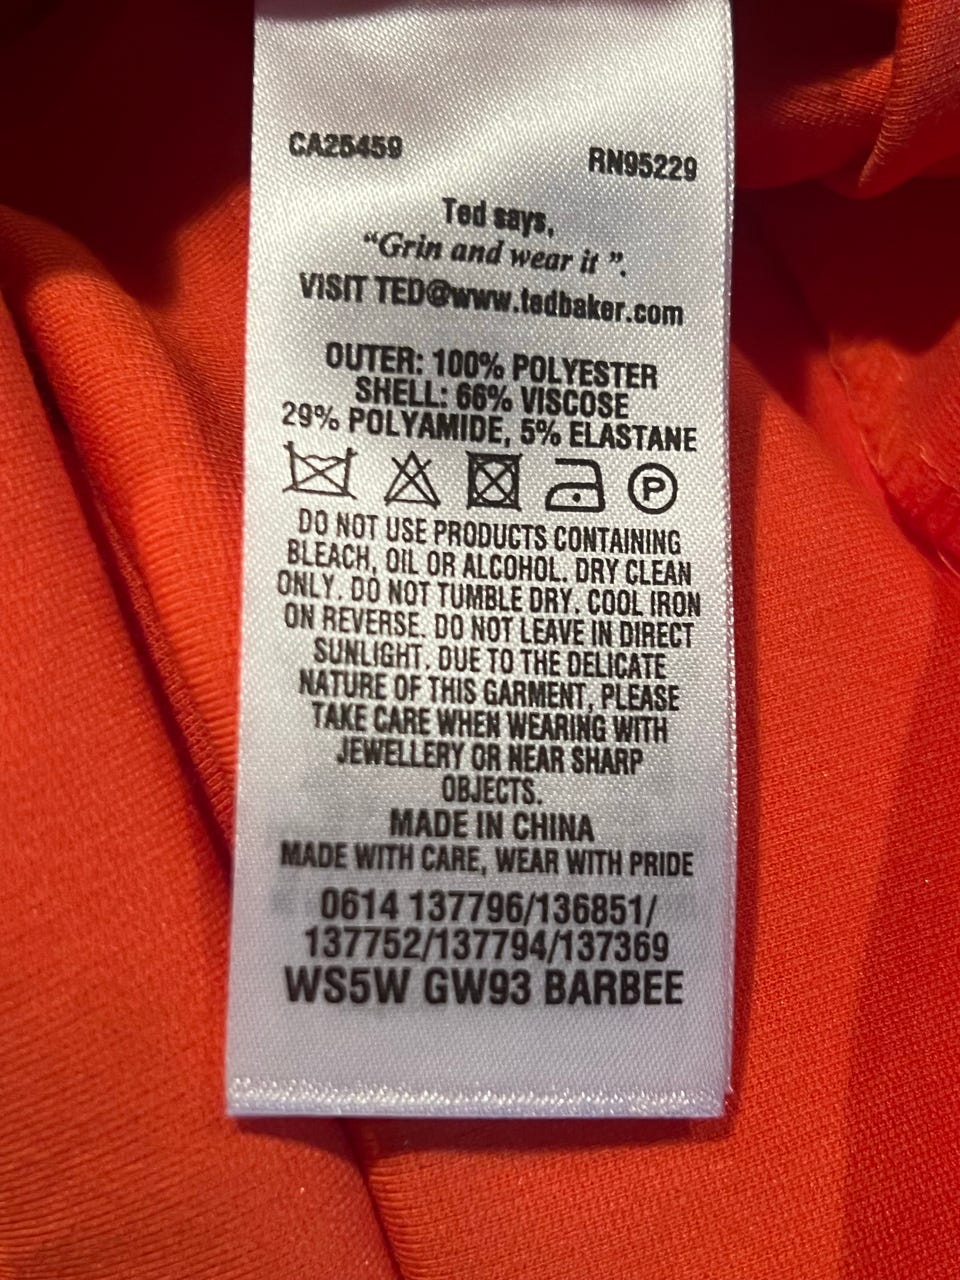 CA25459
RN95229
Ted says,
“Grin and wear it ”.
VISIT TED@www.tedbaker.com
OUTER: 100% POLYESTER
SHELL: 66% VISCOSE
29% POLYAMIDE, 5% ELASTANE
P
DO NOT USE PRODUCTS CONTAINING
BLEACH, OIL OR ALCOHOL. DRY CLEAN
ONLY. DO NOT TUMBLE DRY. COOL IRON
ON REVERSE. DO NOT LEAVE IN DIRECT
SUNLIGHT. DUE TO THE DELICATE
NATURE OF THIS GARMENT, PLEASE
TAKE CARE WHEN WEARING WITH
JEWELLERY OR NEAR SHARP
OBJECTS.
MADE IN CHINA
MADE WITH CARE, WEAR WITH PRIDE
0614 137796/136851/
137752/137794/137369
WS5W GW93 BARBEE